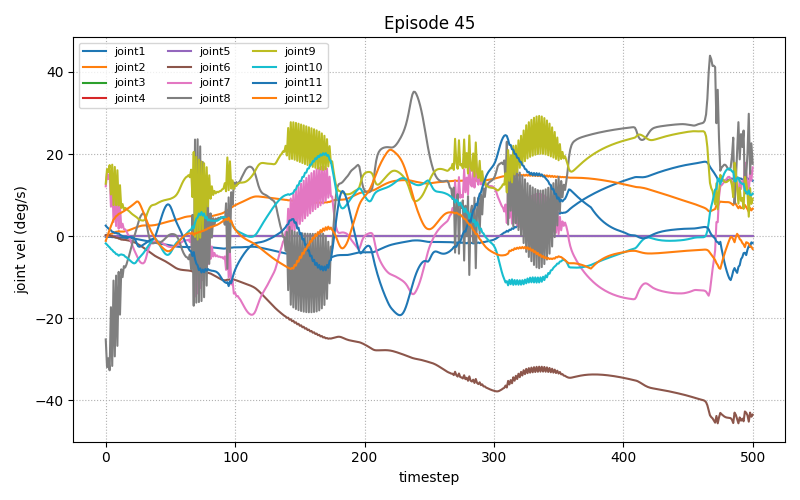 Episode 45
joint1 joint5 joint9
joint2 joint6 joint10
joint3 joint7 joint11
joint4 joint8 joint12
40
20
0
−20
−40
joint vel (deg/s)
0 100 200 300 400 500
timestep